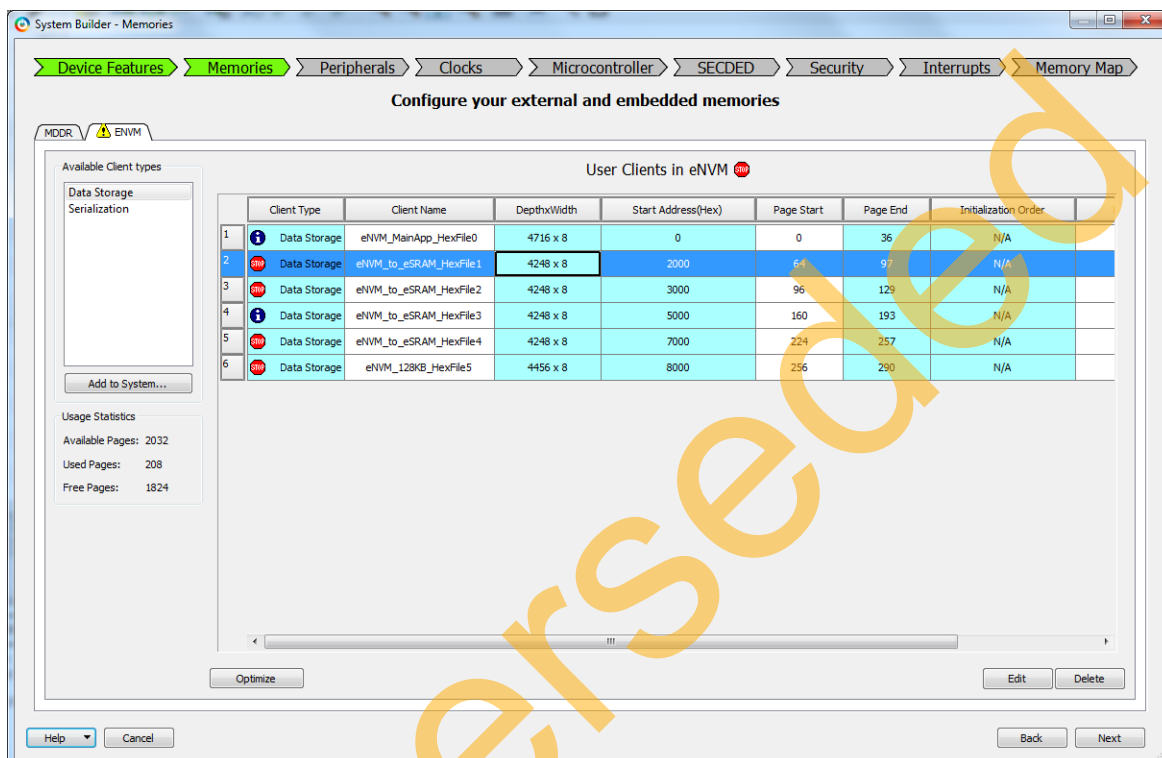 System Builder - Memories
Device Features Memories Peripherals Clocks Microcontroller SECDED Security Interrupts Memory Map
Configure your external and embedded memories
MDDR ENVM
Available Client types
Data Storage
Serialization
Add to System...
Usage Statistics
Available Pages: 2032
Used Pages: 208
Free Pages: 1824
User Clients in eNVM STOP
Client Type Client Name DepthxWidth Start Address(Hex) Page Start Page End Initialization Order
1 Data Storage eNVM_MainApp_HexFile0 4716 x 8 0 0 36 N/A
2 STOP Data Storage eNVM_to_eSRAM_HexFile1 4248 x 8 2000 64 97 N/A
3 STOP Data Storage eNVM_to_eSRAM_HexFile2 4248 x 8 3000 96 129 N/A
4 Data Storage eNVM_to_eSRAM_HexFile3 4248 x 8 5000 160 193 N/A
5 STOP Data Storage eNVM_to_eSRAM_HexFile4 4248 x 8 7000 224 257 N/A
6 STOP Data Storage eNVM_128KB_HexFile5 4456 x 8 8000 256 290 N/A
Optimize Edit Delete
Help Cancel Back Next
ersed